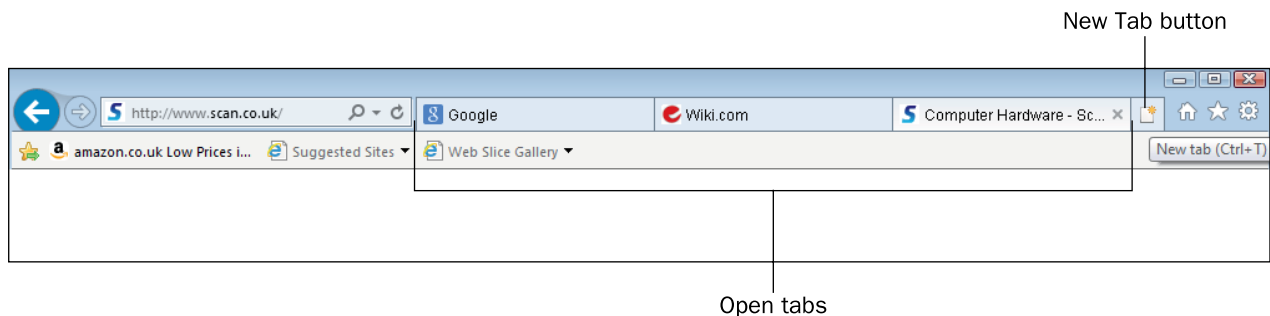 New Tab button
http://www.scan.co.uk/
Google
Wiki.com
Computer Hardware - Sc...
amazon.co.uk Low Prices i...
Suggested Sites
Web Slice Gallery
New tab (Ctrl+T)
Open tabs